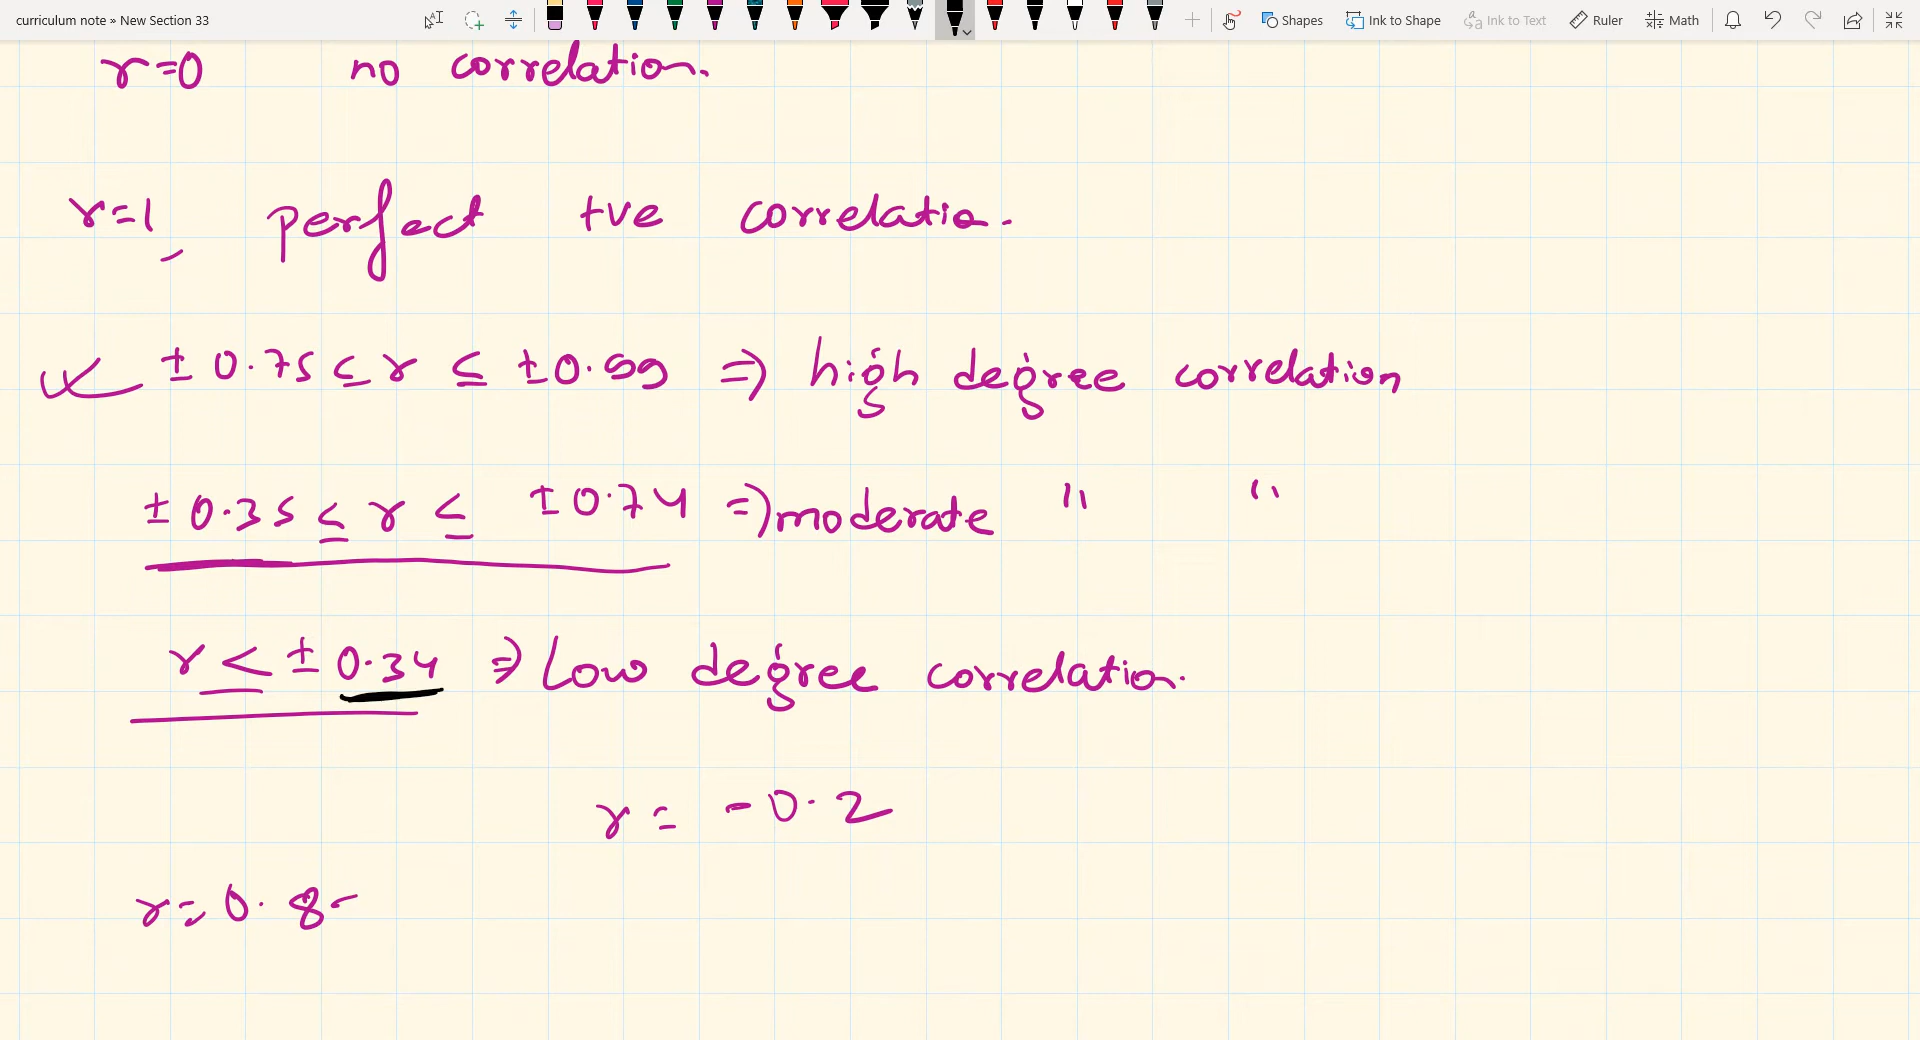 curriculum note » New Section 33 Shapes Ink to Shape Ink to Text Ruler Math
r=0 no correlation.
r=1, perfect +ve correlatio.
± 0.75 ≤ r ≤ ±0.99 => high degree correlation
± 0.35 ≤ r ≤ ±0.74 => moderate " "
r < ± 0.34 => Low degree correlation.
r = -0.2
r = 0.8